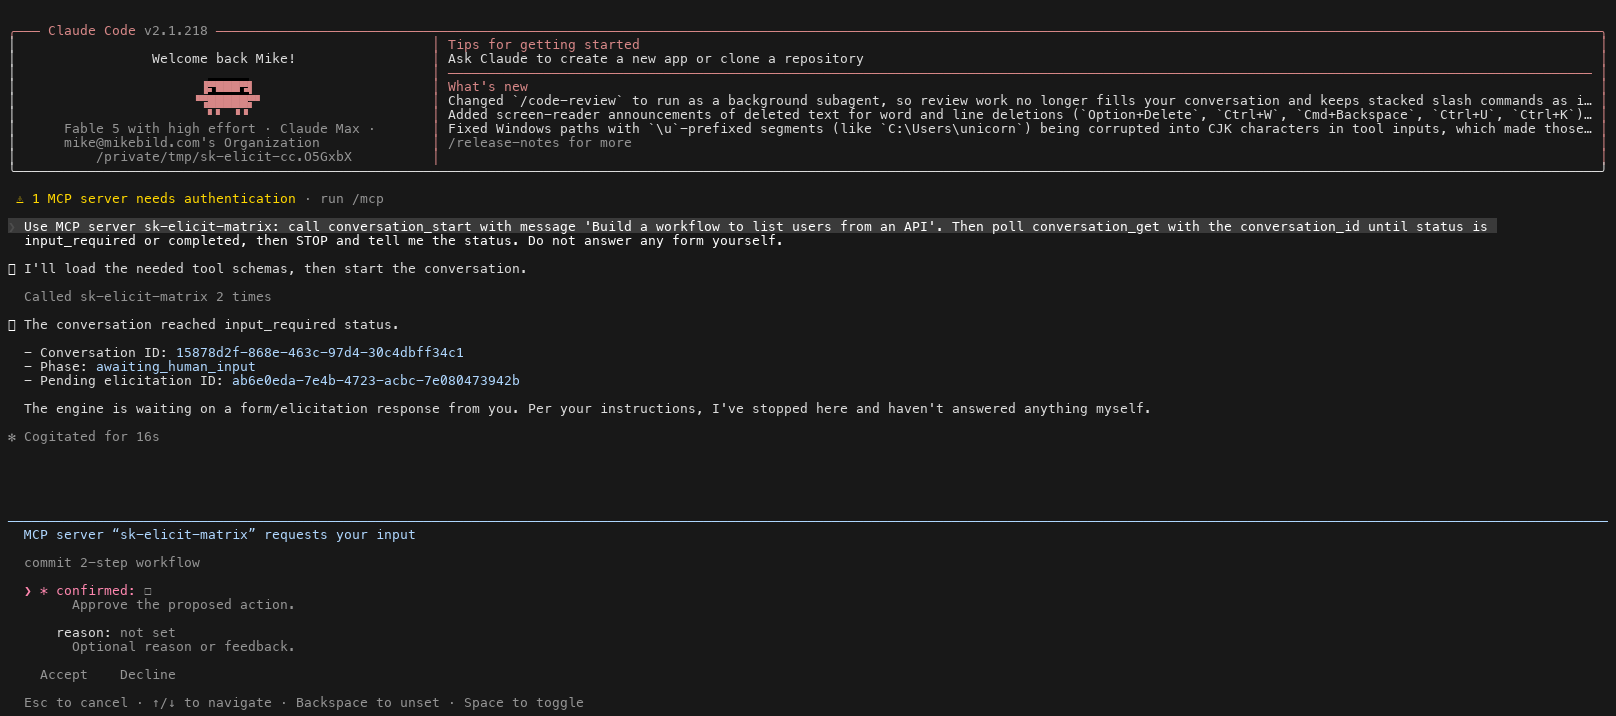 Claude Code v2.1.218
Welcome back Mike!
Fable 5 with high effort · Claude Max ·
mike@mikebild.com's Organization
/private/tmp/sk-elicit-cc.O5GxbX
Tips for getting started
Ask Claude to create a new app or clone a repository
What's new
Changed `/code-review` to run as a background subagent, so review work no longer fills your conversation and keeps stacked slash commands as i…
Added screen-reader announcements of deleted text for word and line deletions (`Option+Delete`, `Ctrl+W`, `Cmd+Backspace`, `Ctrl+U`, `Ctrl+K`)…
Fixed Windows paths with `\u`-prefixed segments (like `C:\Users\unicorn`) being corrupted into CJK characters in tool inputs, which made those…
/release-notes for more
⚠ 1 MCP server needs authentication · run /mcp
❯ Use MCP server sk-elicit-matrix: call conversation_start with message 'Build a workflow to list users from an API'. Then poll conversation_get with the conversation_id until status is
input_required or completed, then STOP and tell me the status. Do not answer any form yourself.
I'll load the needed tool schemas, then start the conversation.
Called sk-elicit-matrix 2 times
The conversation reached input_required status.
- Conversation ID: 15878d2f-868e-463c-97d4-30c4dbff34c1
- Phase: awaiting_human_input
- Pending elicitation ID: ab6e0eda-7e4b-4723-acbc-7e080473942b
The engine is waiting on a form/elicitation response from you. Per your instructions, I've stopped here and haven't answered anything myself.
✻ Cogitated for 16s
MCP server “sk-elicit-matrix” requests your input
commit 2-step workflow
❯ * confirmed: ☐
Approve the proposed action.
reason: not set
Optional reason or feedback.
Accept Decline
Esc to cancel · ↑/↓ to navigate · Backspace to unset · Space to toggle